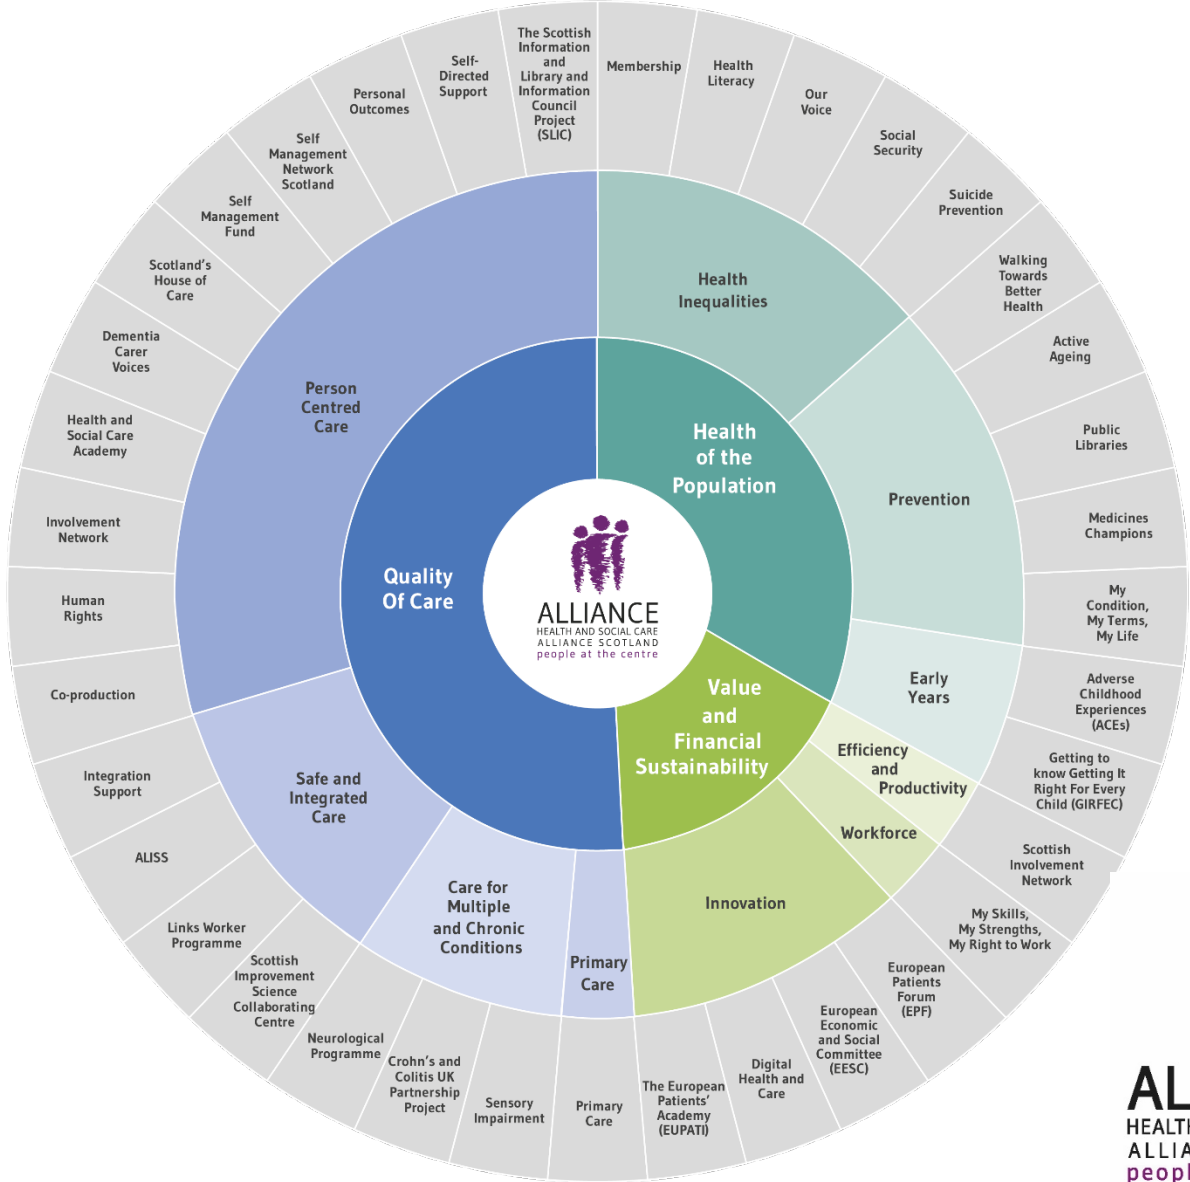 Membership
Health
Literacy
Our
Voice
Social
Security
Suicide
Prevention
Walking
Towards
Better
Health
Active
Ageing
Public
Libraries
Medicines
Champions
My
Condition,
My Terms,
My Life
Adverse
Childhood
Experiences
(ACEs)
Getting to
know Getting It
Right For Every
Child (GIRFEC)
Scottish
Involvement
Network
My Skills,
My Strengths,
My Right to Work
European
Patients
Forum
(EPF)
European
Economic
and Social
Committee
(EESC)
Digital
Health and
Care
The European
Patients’
Academy
(EUPATI)
Primary
Care
Sensory
Impairment
Crohn’s and
Colitis UK
Partnership
Project
Neurological
Programme
Scottish
Improvement
Science
Collaborating
Centre
Links Worker
Programme
ALISS
Integration
Support
Co-production
Human
Rights
Involvement
Network
Health and
Social Care
Academy
Dementia
Carer
Voices
Scotland’s
House of
Care
Self
Management
Fund
Self
Management
Network
Scotland
Personal
Outcomes
Self-
Directed
Support
The Scottish
Information
and
Library and
Information
Council
Project
(SLIC)
Health
Inequalities
Prevention
Early
Years
Efficiency
and
Productivity
Workforce
Innovation
Primary
Care
Care for
Multiple
and Chronic
Conditions
Safe and
Integrated
Care
Person
Centred
Care
Health
of the
Population
Value
and
Financial
Sustainability
Quality
Of Care
ALLIANCE
HEALTH AND SOCIAL CARE
ALLIANCE SCOTLAND
people at the centre
AL
HEALTH
ALLIA
peopl